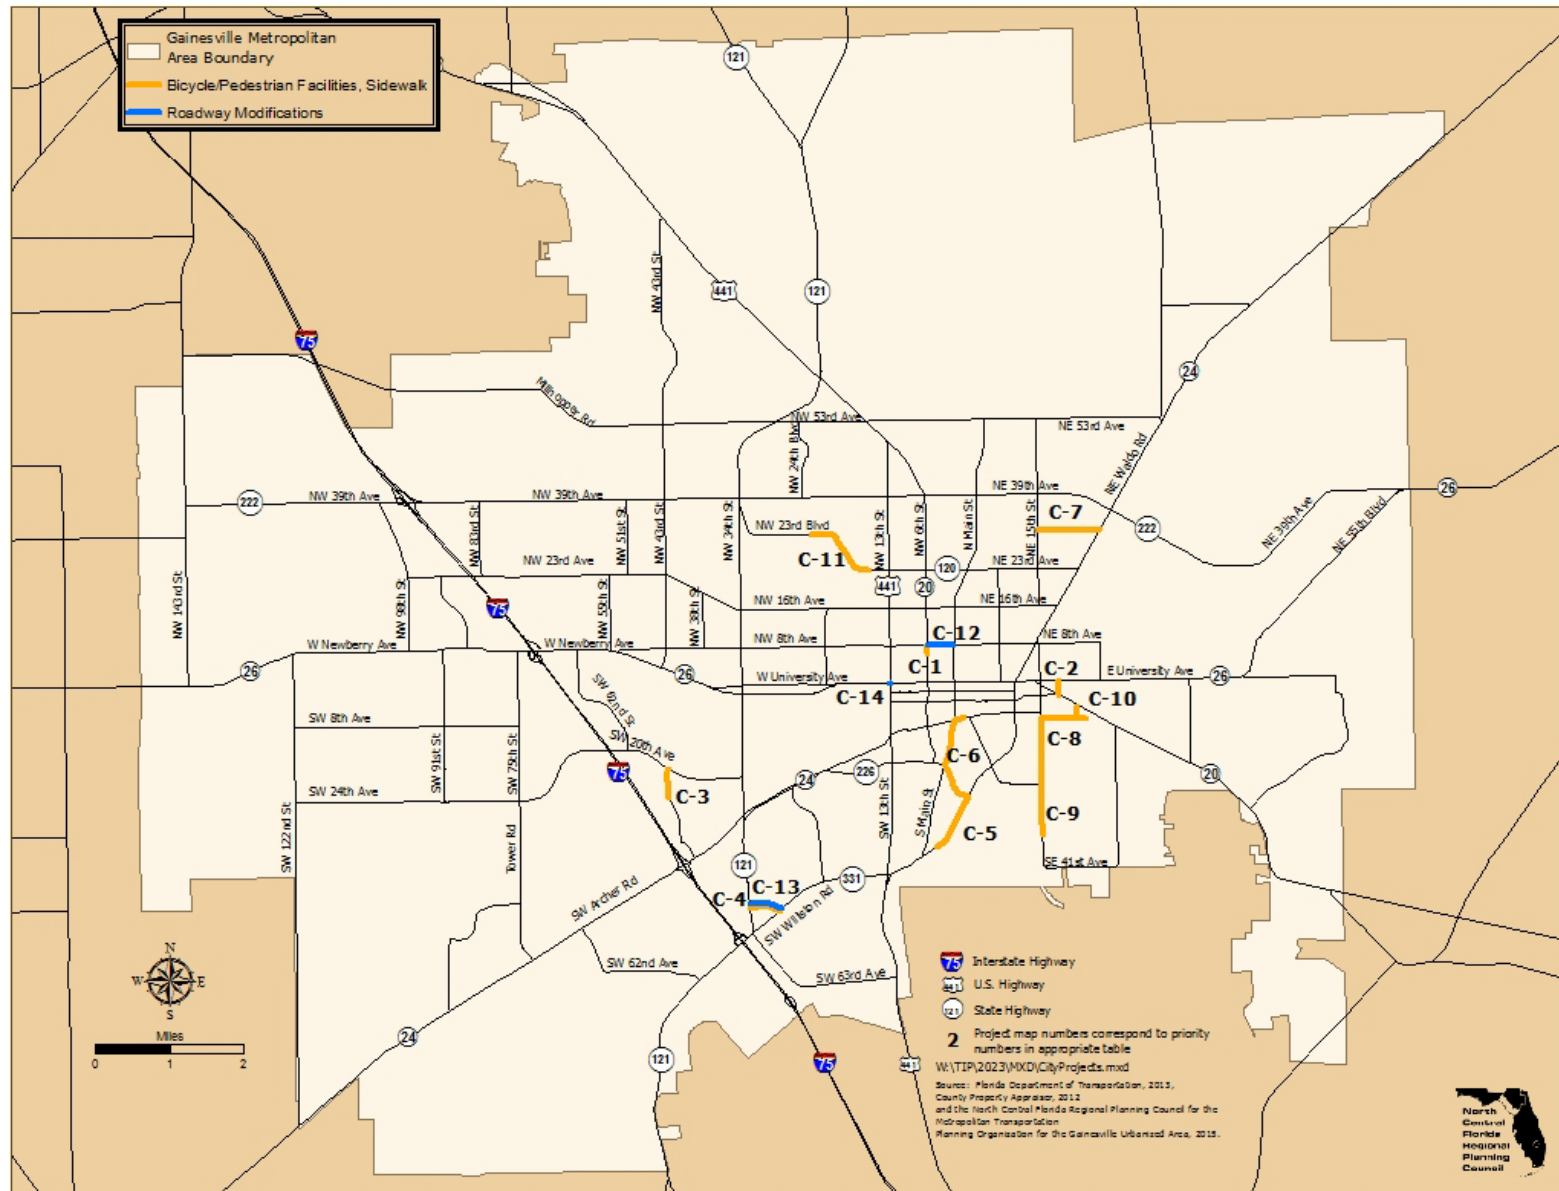 Gainesville Metropolitan
Area Boundary
Bicycle/Pedestrian Facilities, Sidewalk
Roadway Modifications
121
75
441
121
NW 43rd St
24
Millhopper Rd
NW 53rd Ave
NE 53rd Ave
NW 24th Blvd
NE Waldo Rd
26
222
NW 39th Ave
NW 39th Ave
NE 39th Ave
222
NE 39th Ave
NE 55th Blvd
NW 83rd St
NW 51st St
NW 43rd St
NW 34th St
NW 23rd Blvd
C-11
NW 13th St
NW 6th St
N Main St
NE 15th St
C-7
NW 23rd Ave
120
NE 23rd Ave
NW 143rd St
NW 98th St
75
NW 55th St
NW 38th St
441
20
NW 16th Ave
NE 16th Ave
C-12
W Newberry Ave
W Newberry Ave
NW 8th Ave
NE 8th Ave
26
26
W University Ave
C-1
C-2
E University Ave
26
C-14
C-10
SW 62nd St
SW 8th Ave
SW 20th Ave
C-8
SW 91st St
SW 75th St
75
C-6
24
226
20
SW 24th Ave
C-3
SW 122nd St
Tower Rd
SW 13th St
S Main St
C-5
C-9
SE 41st Ave
121
331
C-13
C-4
SW Archer Rd
SW Williston Rd
SW 62nd Ave
SW 63rd Ave
N
W
E
S
Miles
0
1
2
24
121
75
441
75 Interstate Highway
441 U.S. Highway
121 State Highway
2 Project map numbers correspond to priority
numbers in appropriate table
W:\TIP\2023\MXD\CityProjects.mxd
Source: Florida Department of Transportation, 2013,
County Property Appraiser, 2012
and the North Central Florida Regional Planning Council for the
Metropolitan Transportation
Planning Organization for the Gainesville Urbanized Area, 2013.
North
Central
Florida
Regional
Planning
Council